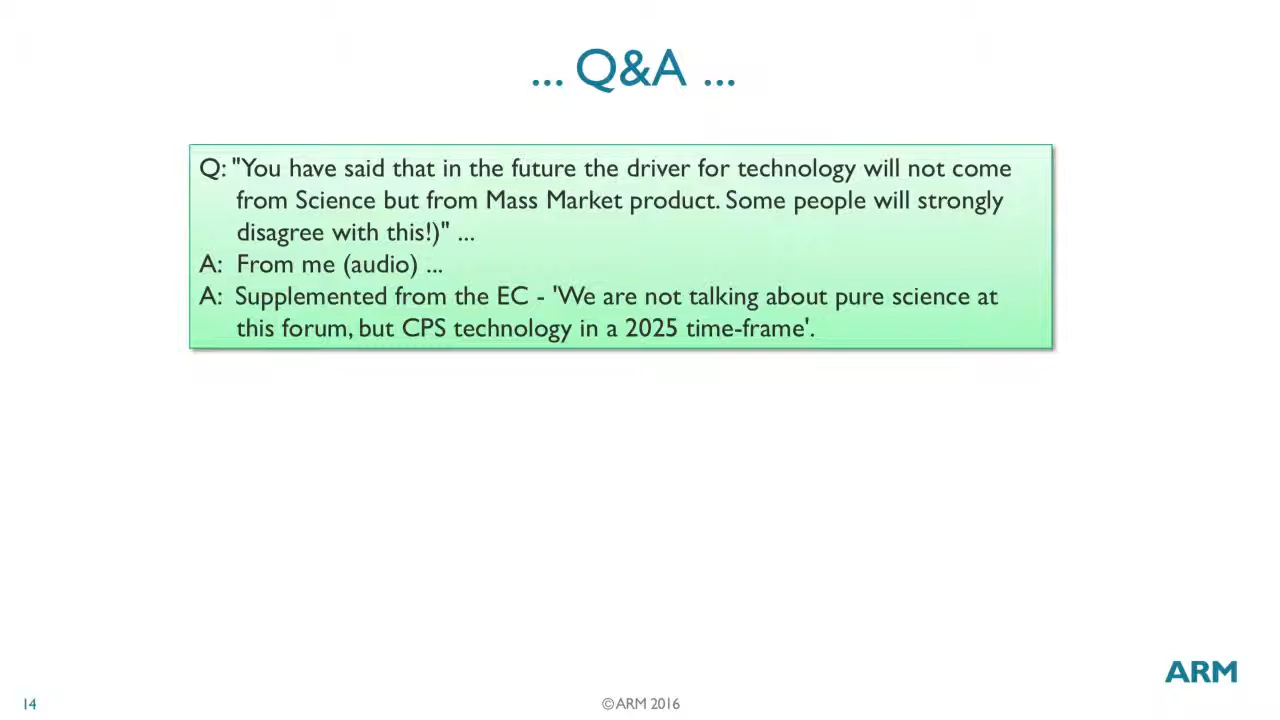 ... Q&A ...
Q: "You have said that in the future the driver for technology will not come
from Science but from Mass Market product. Some people will strongly
disagree with this!)" ...
A: From me (audio) ...
A: Supplemented from the EC - 'We are not talking about pure science at
this forum, but CPS technology in a 2025 time-frame'.
ARM
14
© ARM 2016